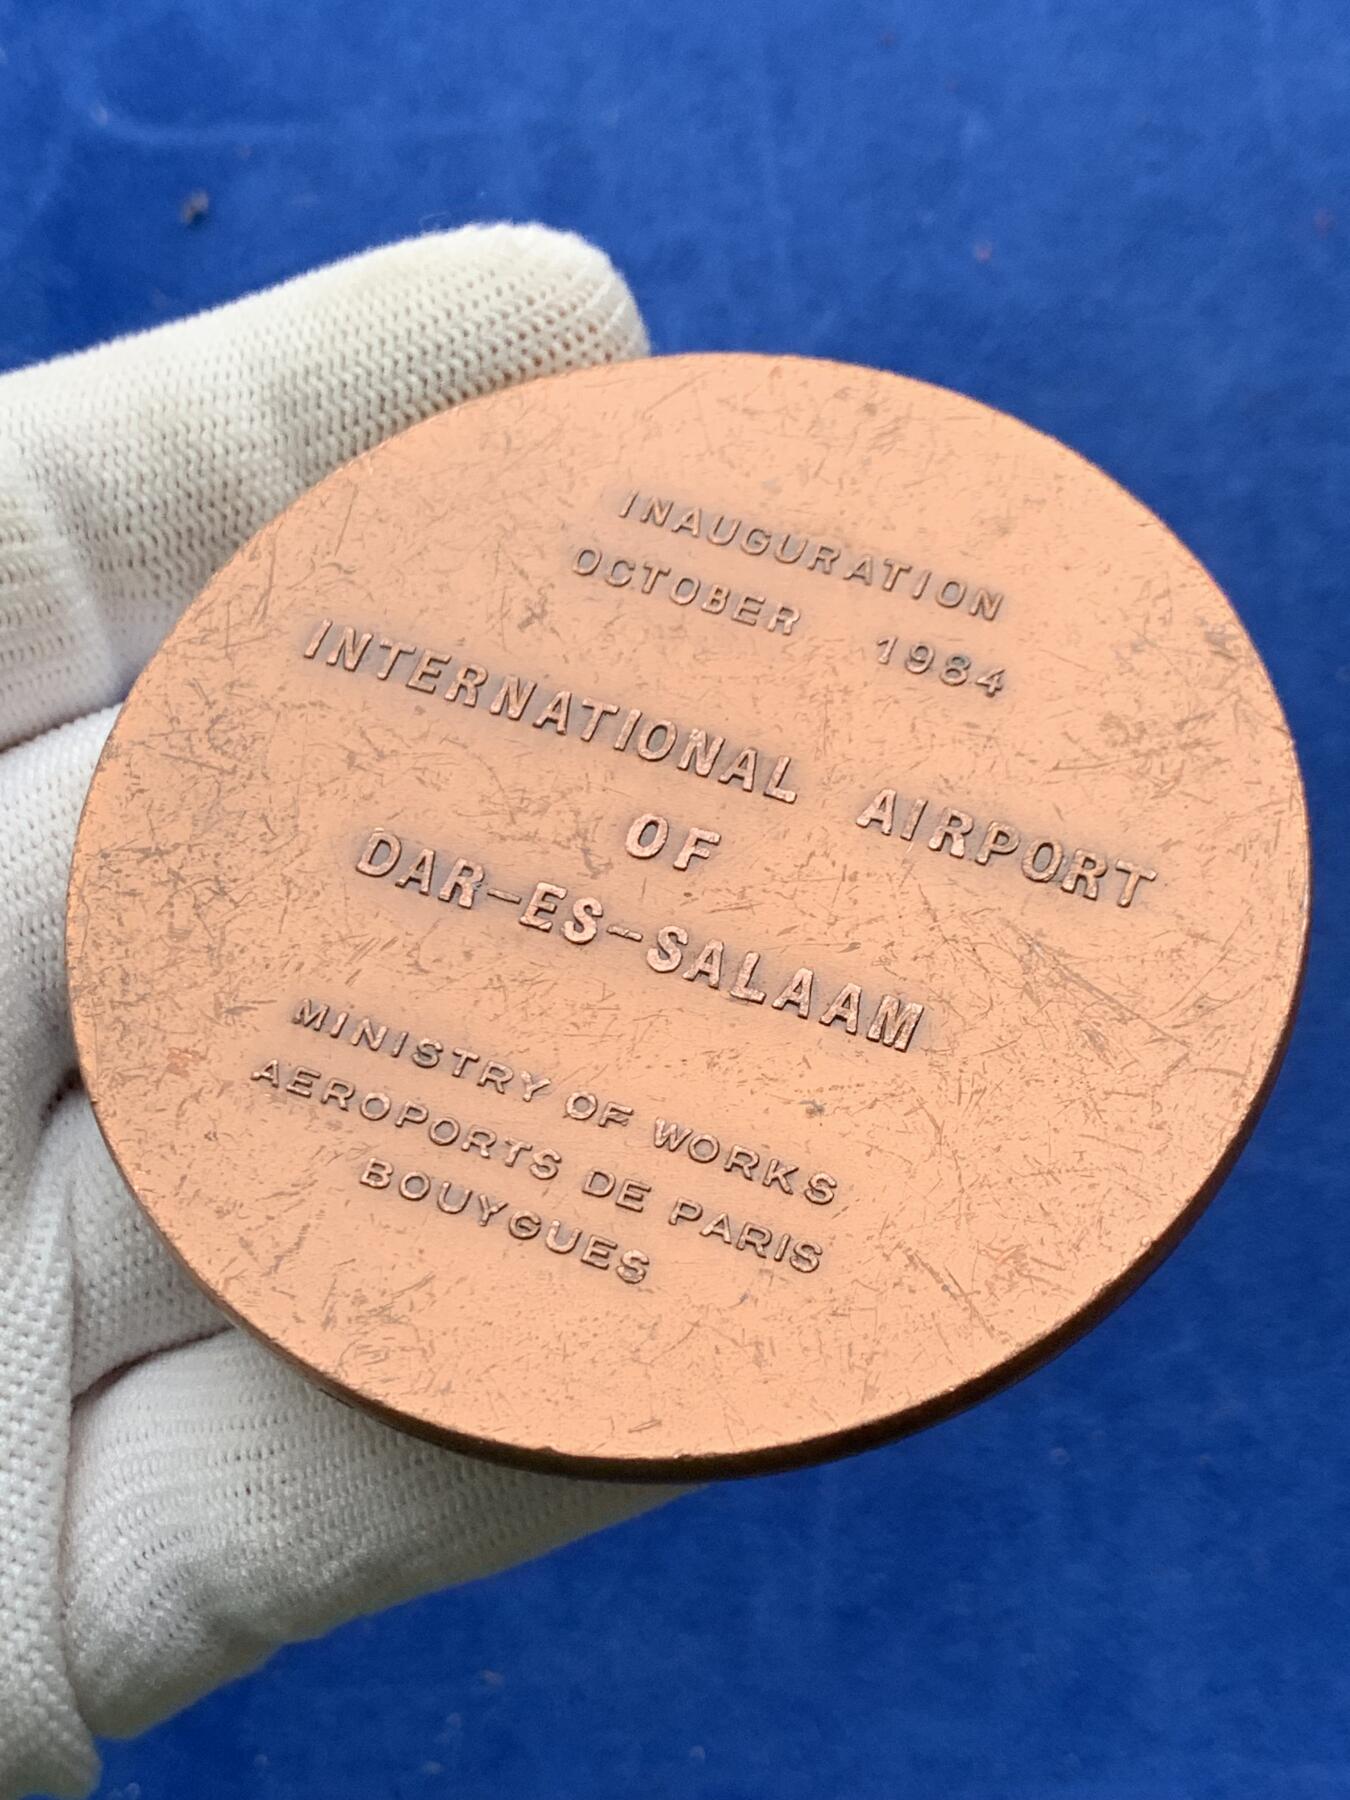 INAUGURATION
OCTOBER 1984
INTERNATIONAL AIRPORT
OF
DAR-ES-SALAAM
MINISTRY OF WORKS
AEROPORTS DE PARIS
BOUYGUES